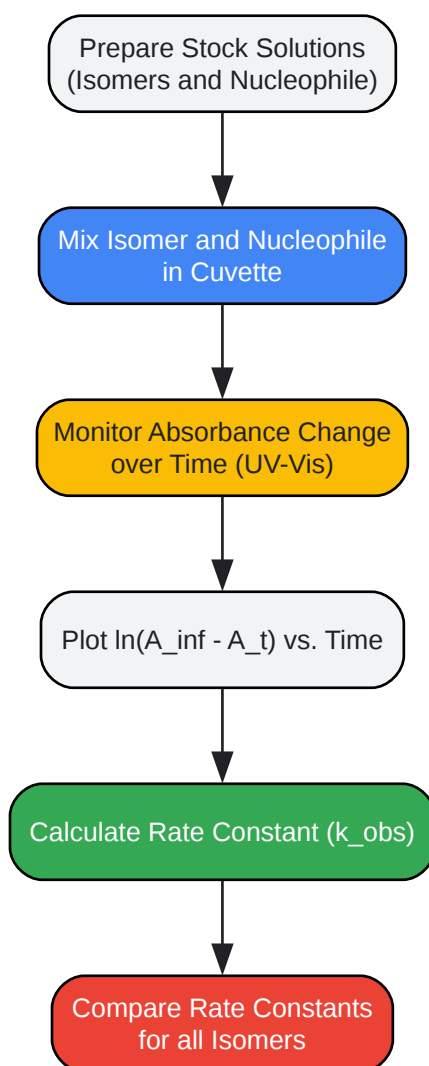 Prepare Stock Solutions
(Isomers and Nucleophile)
Mix Isomer and Nucleophile
in Cuvette
Monitor Absorbance Change
over Time (UV-Vis)
Plot ln(A_inf - A_t) vs. Time
Calculate Rate Constant (k_obs)
Compare Rate Constants
for all Isomers